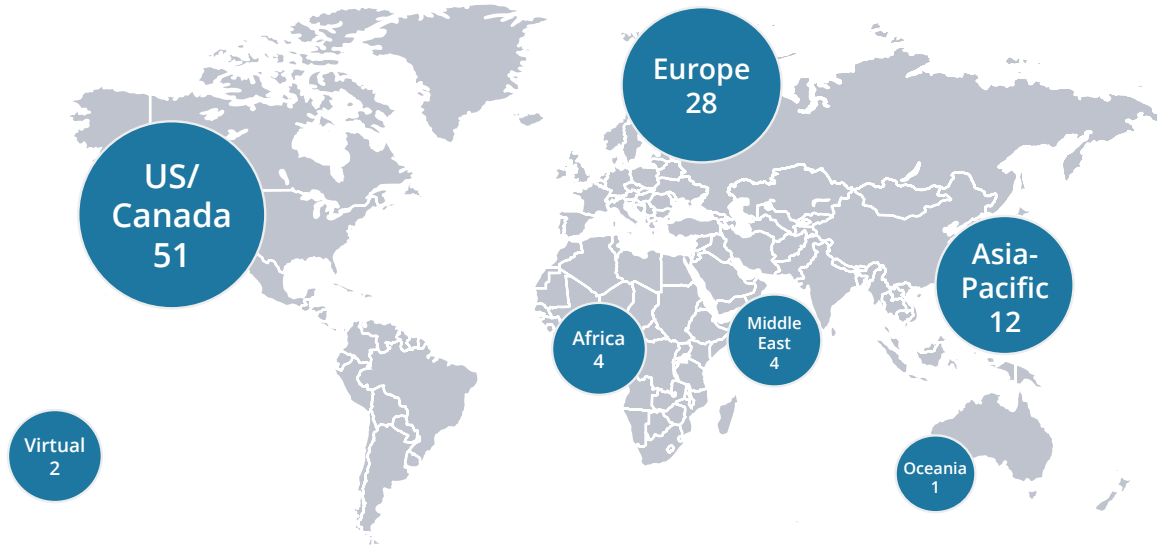 Europe
28
US/
Canada
51
Asia-
Pacific
12
Middle
East
4
Africa
4
Virtual
2
Oceania
1